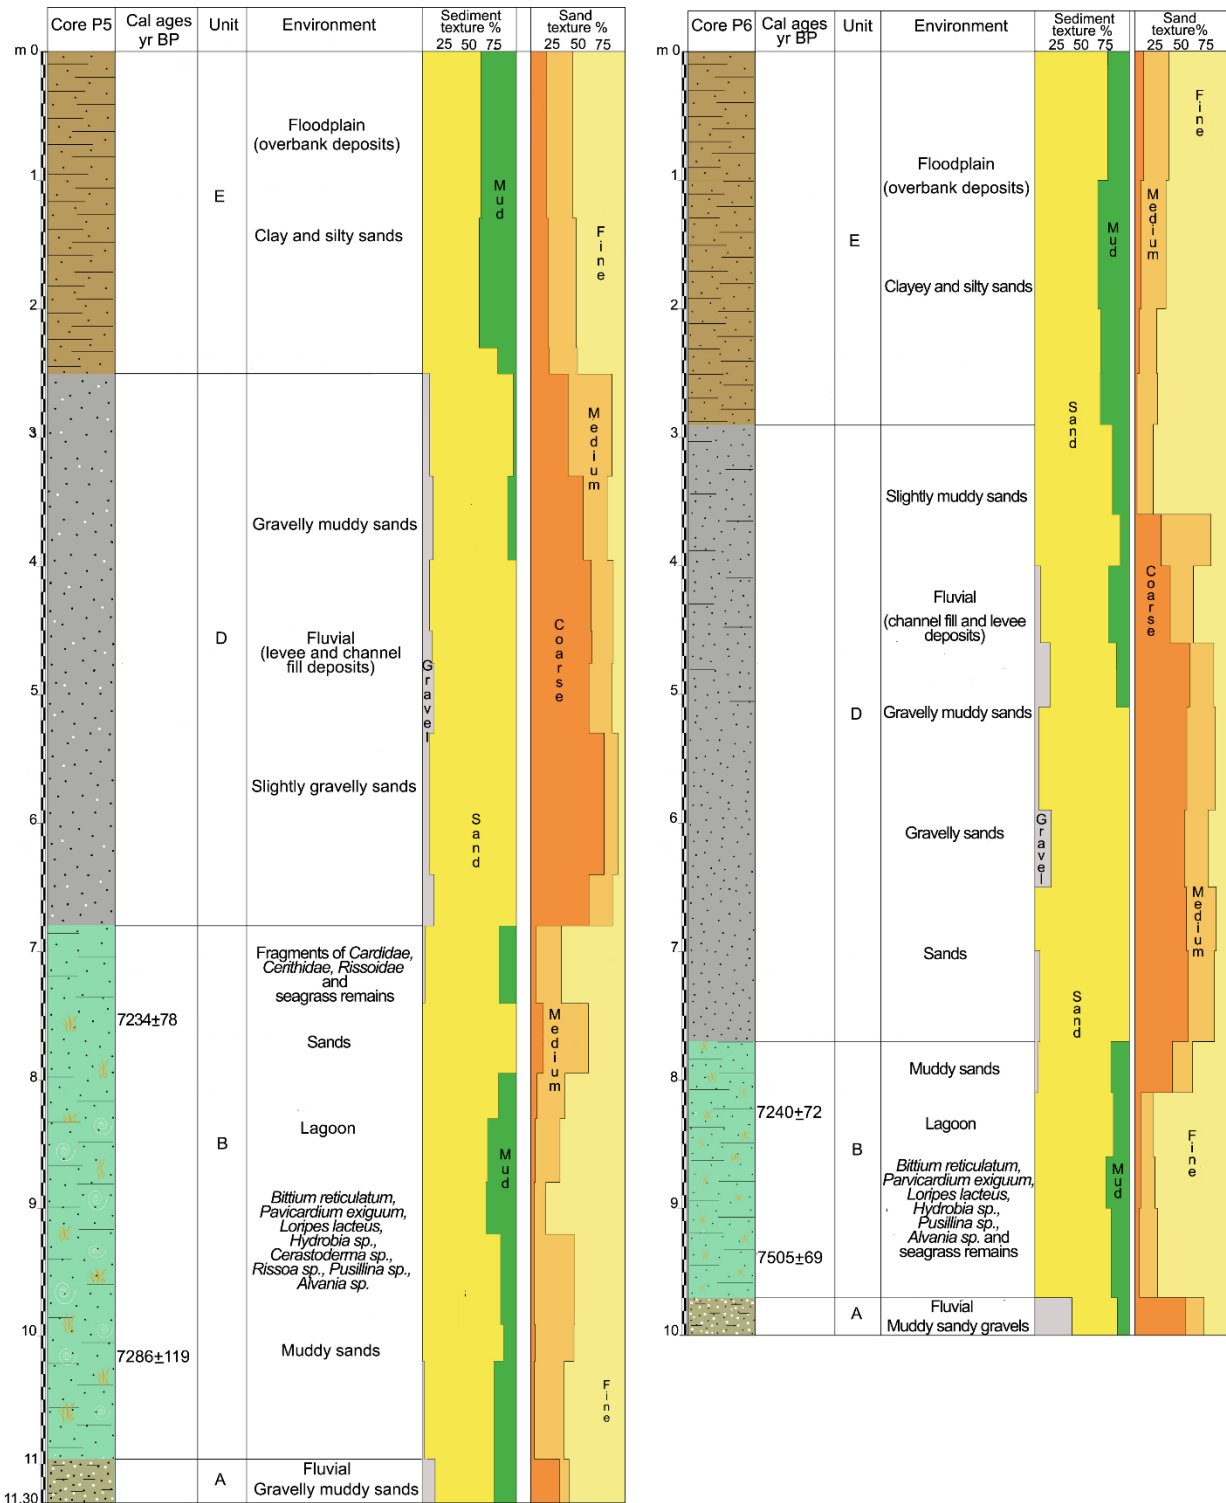 Core P5
Cal ages
yr BP
Unit
Environment
Sediment
texture %
25 50 75
Sand
texture %
25 50 75
m 0
1
2
3
4
5
6
7
8
9
10
11
11.30
Floodplain
(overbank deposits)
Clay and silty sands
E
Mud
Fine
Medium
Gravelly muddy sands
D
Fluvial
(levee and channel
fill deposits)
Gravel
Coarse
Slightly gravelly sands
Sand
Fragments of Cardidae,
Cerithidae, Rissoidae
and
seagrass remains
7234±78
Sands
Medium
Lagoon
B
Mud
Bittium reticulatum,
Pavicardium exiguum,
Loripes lacteus,
Hydrobia sp.,
Cerastoderma sp.,
Rissoa sp., Pusillina sp.,
Alvania sp.
7286±119
Muddy sands
Fine
A
Fluvial
Gravelly muddy sands
Core P6
Cal ages
yr BP
Unit
Environment
Sediment
texture %
25 50 75
Sand
texture%
25 50 75
m 0
1
2
3
4
5
6
7
8
9
10
Fine
Floodplain
(overbank deposits)
Medium
Mud
E
Clayey and silty sands
Sand
Slightly muddy sands
Coarse
Fluvial
(channel fill and levee
deposits)
D
Gravelly muddy sands
Gravelly sands
Gravel
Medium
Sands
Sand
Muddy sands
7240±72
Lagoon
B
Fine
Mud
Bittium reticulatum,
Parvicardium exiguum,
Loripes lacteus,
Hydrobia sp.,
Pusillina sp.,
Alvania sp. and
seagrass remains
7505±69
A
Fluvial
Muddy sandy gravels